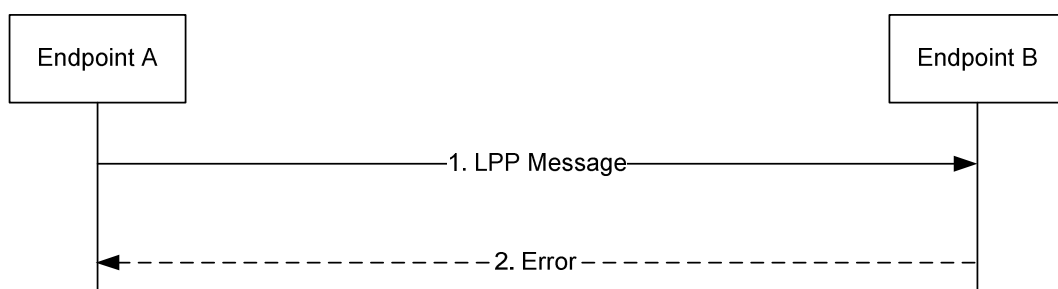 Endpoint A
Endpoint B
1. LPP Message
2. Error